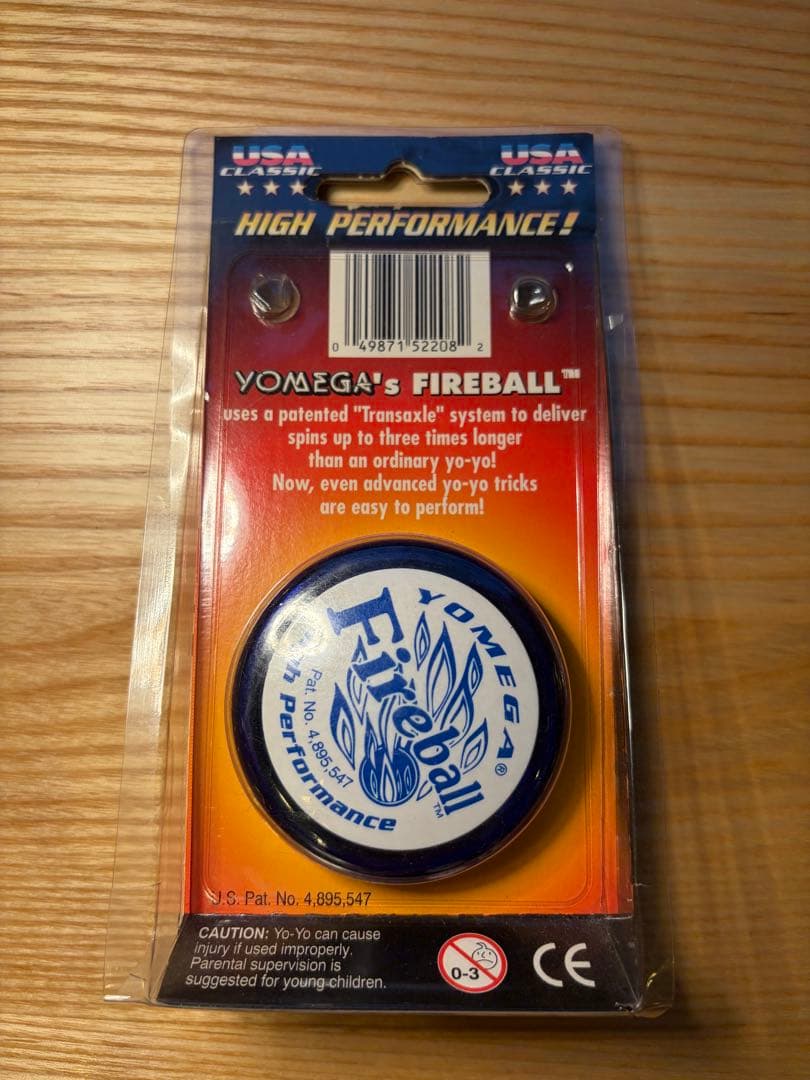 USA USA
CLASSIC CLASSIC
HIGH PERFORMANCE!
0 49871 52208 2
YOMEGA's FIREBALL™
uses a patented "Transaxle" system to deliver
spins up to three times longer
than an ordinary yo-yo!
Now, even advanced yo-yo tricks
are easy to perform!
YOMEGA®
Fireball™
Pat. No. 4,895,547
High Performance
U.S. Pat. No. 4,895,547
CAUTION: Yo-Yo can cause
injury if used improperly.
Parental supervision is
suggested for young children.
0-3
CE